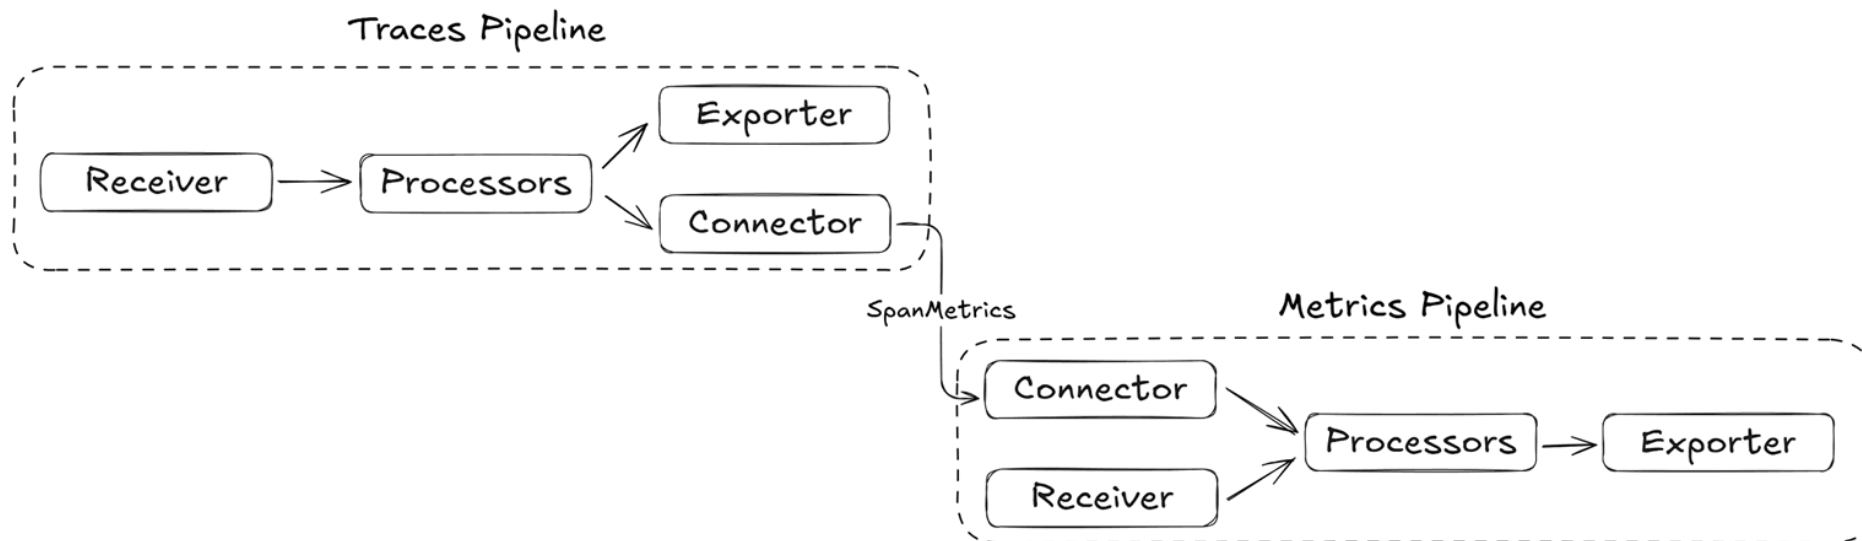 Traces Pipeline
Exporter
Receiver
Processors
Connector
SpanMetrics
Metrics Pipeline
Connector
Processors
Exporter
Receiver